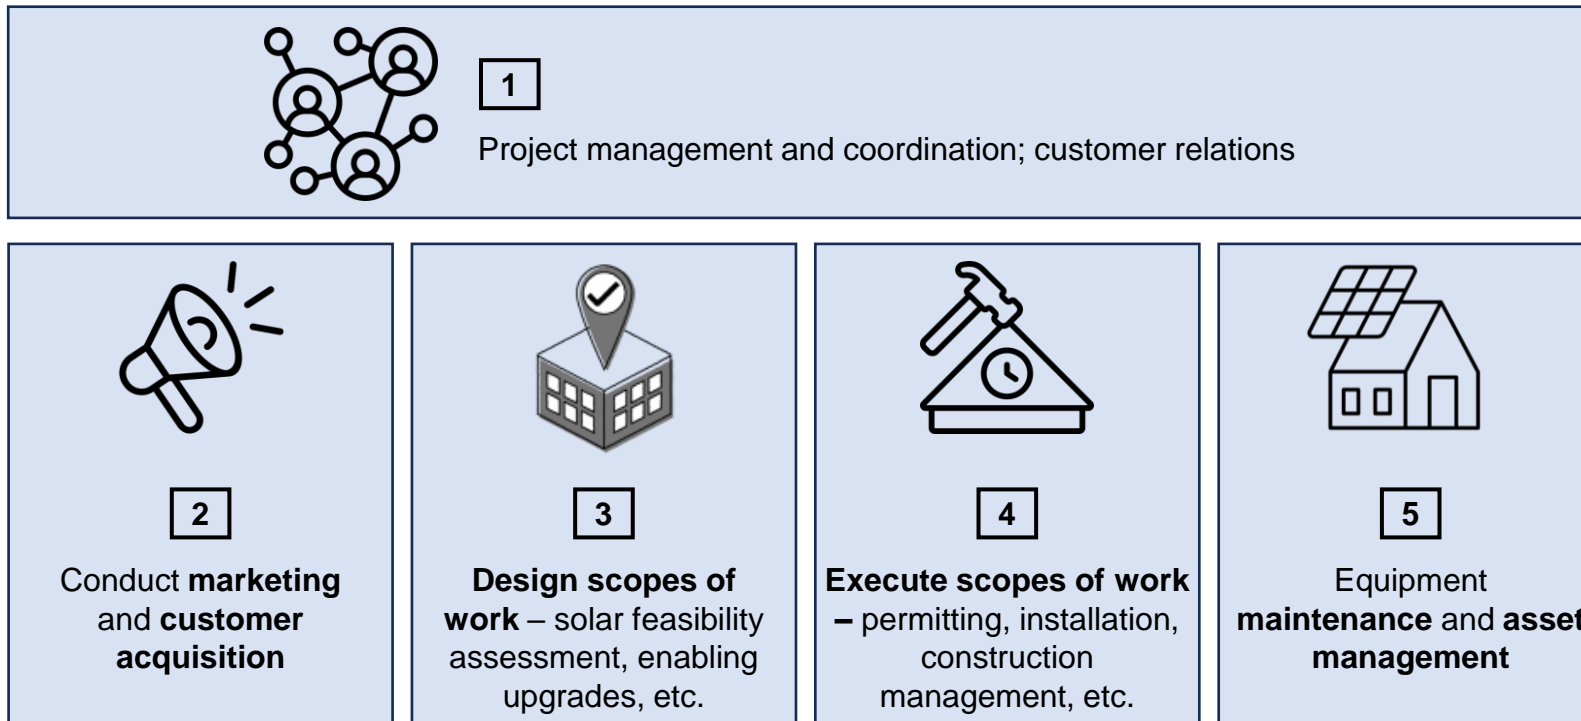 1
Project management and coordination; customer relations
2
Conduct marketing
and customer
acquisition
3
Design scopes of
work – solar feasibility
assessment, enabling
upgrades, etc.
4
Execute scopes of work
– permitting, installation,
construction
management, etc.
5
Equipment
maintenance and asset
management